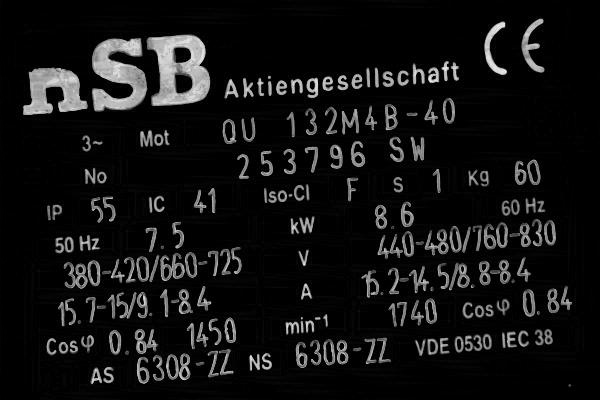 nSB Aktiengesellschaft CE
3~ Mot QU 132M4B-40
No 253796 SW
IP 55 IC 41 Iso-Cl F S 1 Kg 60
50 Hz 7.5 kW 8.6 60 Hz
380-420/660-725 V 440-480/760-830
15.7-15/9.1-8.4 A 15.2-14.5/8.8-8.4
Cosφ 0.84 1450 min⁻¹ 1740 Cosφ 0.84
AS 6308-ZZ NS 6308-ZZ VDE 0530 IEC 38